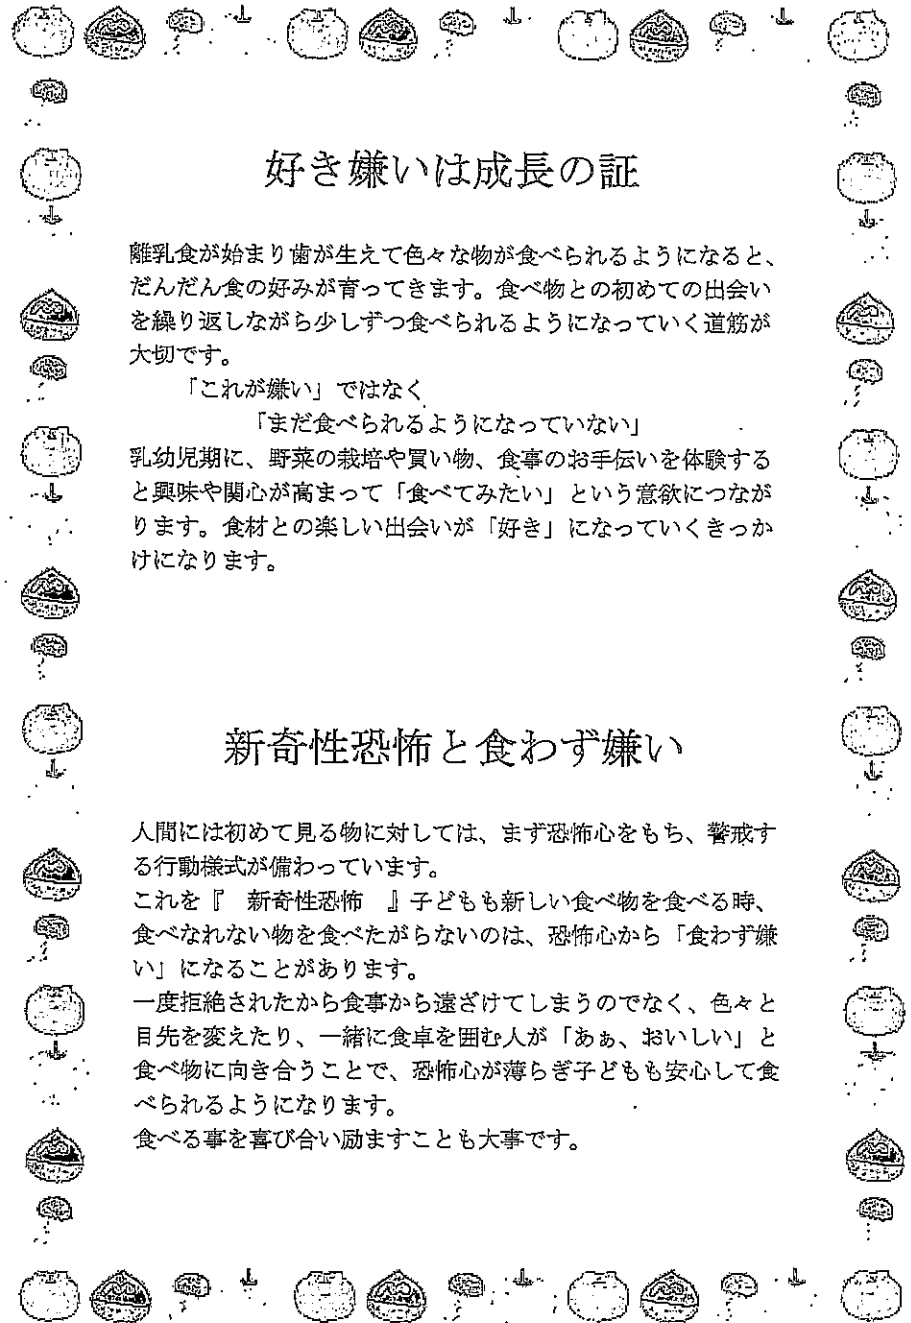 好き嫌いは成長の証
離乳食が始まり歯が生えて色々な物が食べられるようになると、
だんだん食の好みが育ってきます。食べ物との初めての出会い
を繰り返しながら少しずつ食べられるようになっていく道筋が
大切です。
「これが嫌い」ではなく
「まだ食べられるようになっていない」
乳幼児期に、野菜の栽培や買い物、食事のお手伝いを体験する
と興味や関心が高まって「食べてみたい」という意欲につなが
ります。食材との楽しい出会いが「好き」になっていくきっか
けになります。
新奇性恐怖と食わず嫌い
人間には初めて見る物に対しては、まず恐怖心をもち、警戒す
る行動様式が備わっています。
これを『　新奇性恐怖　』子どもも新しい食べ物を食べる時、
食べなれない物を食べたがらないのは、恐怖心から「食わず嫌
い」になることがあります。
一度拒絶されたから食事から遠ざけてしまうのでなく、色々と
目先を変えたり、一緒に食卓を囲む人が「あぁ、おいしい」と
食べ物に向き合うことで、恐怖心が薄らぎ子どもも安心して食
べられるようになります。
食べる事を喜び合い励ますことも大事です。